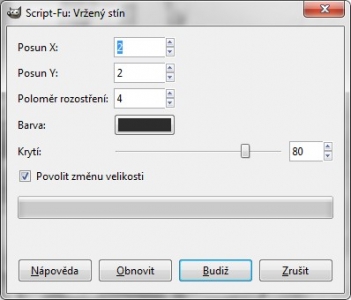 Script-Fu: Vržený stín
Posun X: 2
Posun Y: 2
Poloměr rozostření: 4
Barva:
Krytí: 80
Povolit změnu velikosti
Nápověda Obnovit Budiž Zrušit